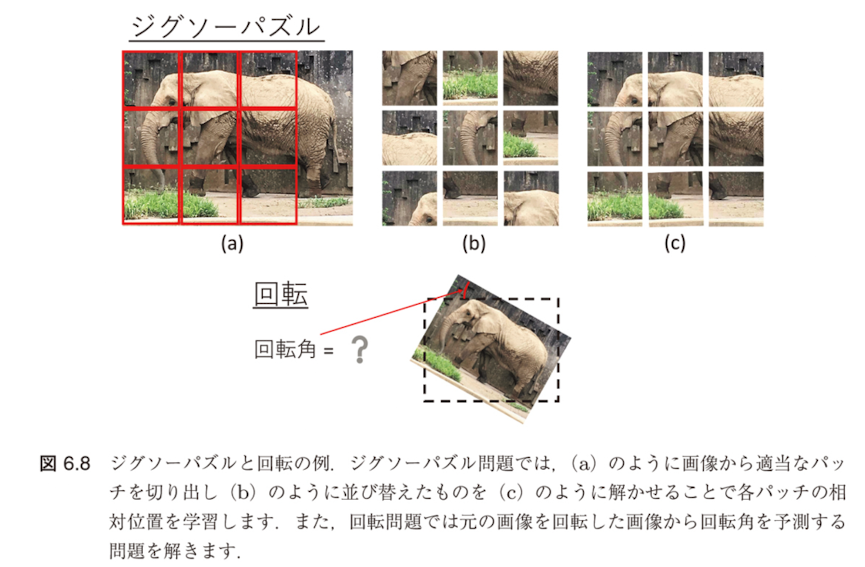 ジグソーパズル
(a)
(b)
(c)
回転
回転角 = ?
図 6.8 ジグソーパズルと回転の例．ジグソーパズル問題では，（a）のように画像から適当なパッ
チを切り出し（b）のように並び替えたものを（c）のように解かせることで各パッチの相
対位置を学習します．また，回転問題では元の画像を回転した画像から回転角を予測する
問題を解きます．